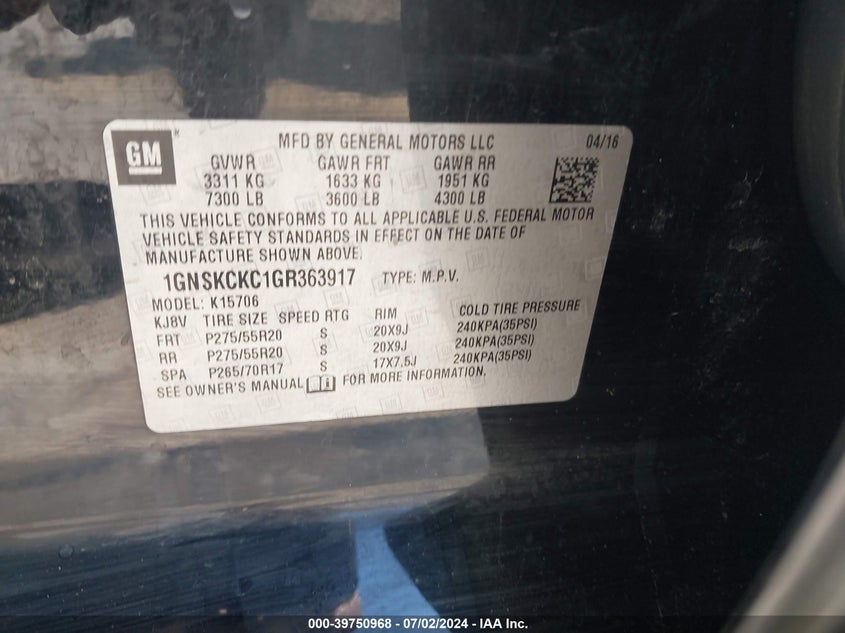 GM
MFD BY GENERAL MOTORS LLC 04/16
GVWR GAWR FRT GAWR RR
3311 KG 1633 KG 1951 KG
7300 LB 3600 LB 4300 LB
THIS VEHICLE CONFORMS TO ALL APPLICABLE U.S. FEDERAL MOTOR
VEHICLE SAFETY STANDARDS IN EFFECT ON THE DATE OF
MANUFACTURE SHOWN ABOVE.
1GNSKCKC1GR363917 TYPE: M.P.V.
MODEL: K15706
KJ8V TIRE SIZE SPEED RTG RIM COLD TIRE PRESSURE
FRT P275/55R20 S 20X9J 240KPA(35PSI)
RR P275/55R20 S 20X9J 240KPA(35PSI)
SPA P265/70R17 S 17X7.5J 240KPA(35PSI)
SEE OWNER'S MANUAL FOR MORE INFORMATION.
000-39750968 - 07/02/2024 - IAA Inc.